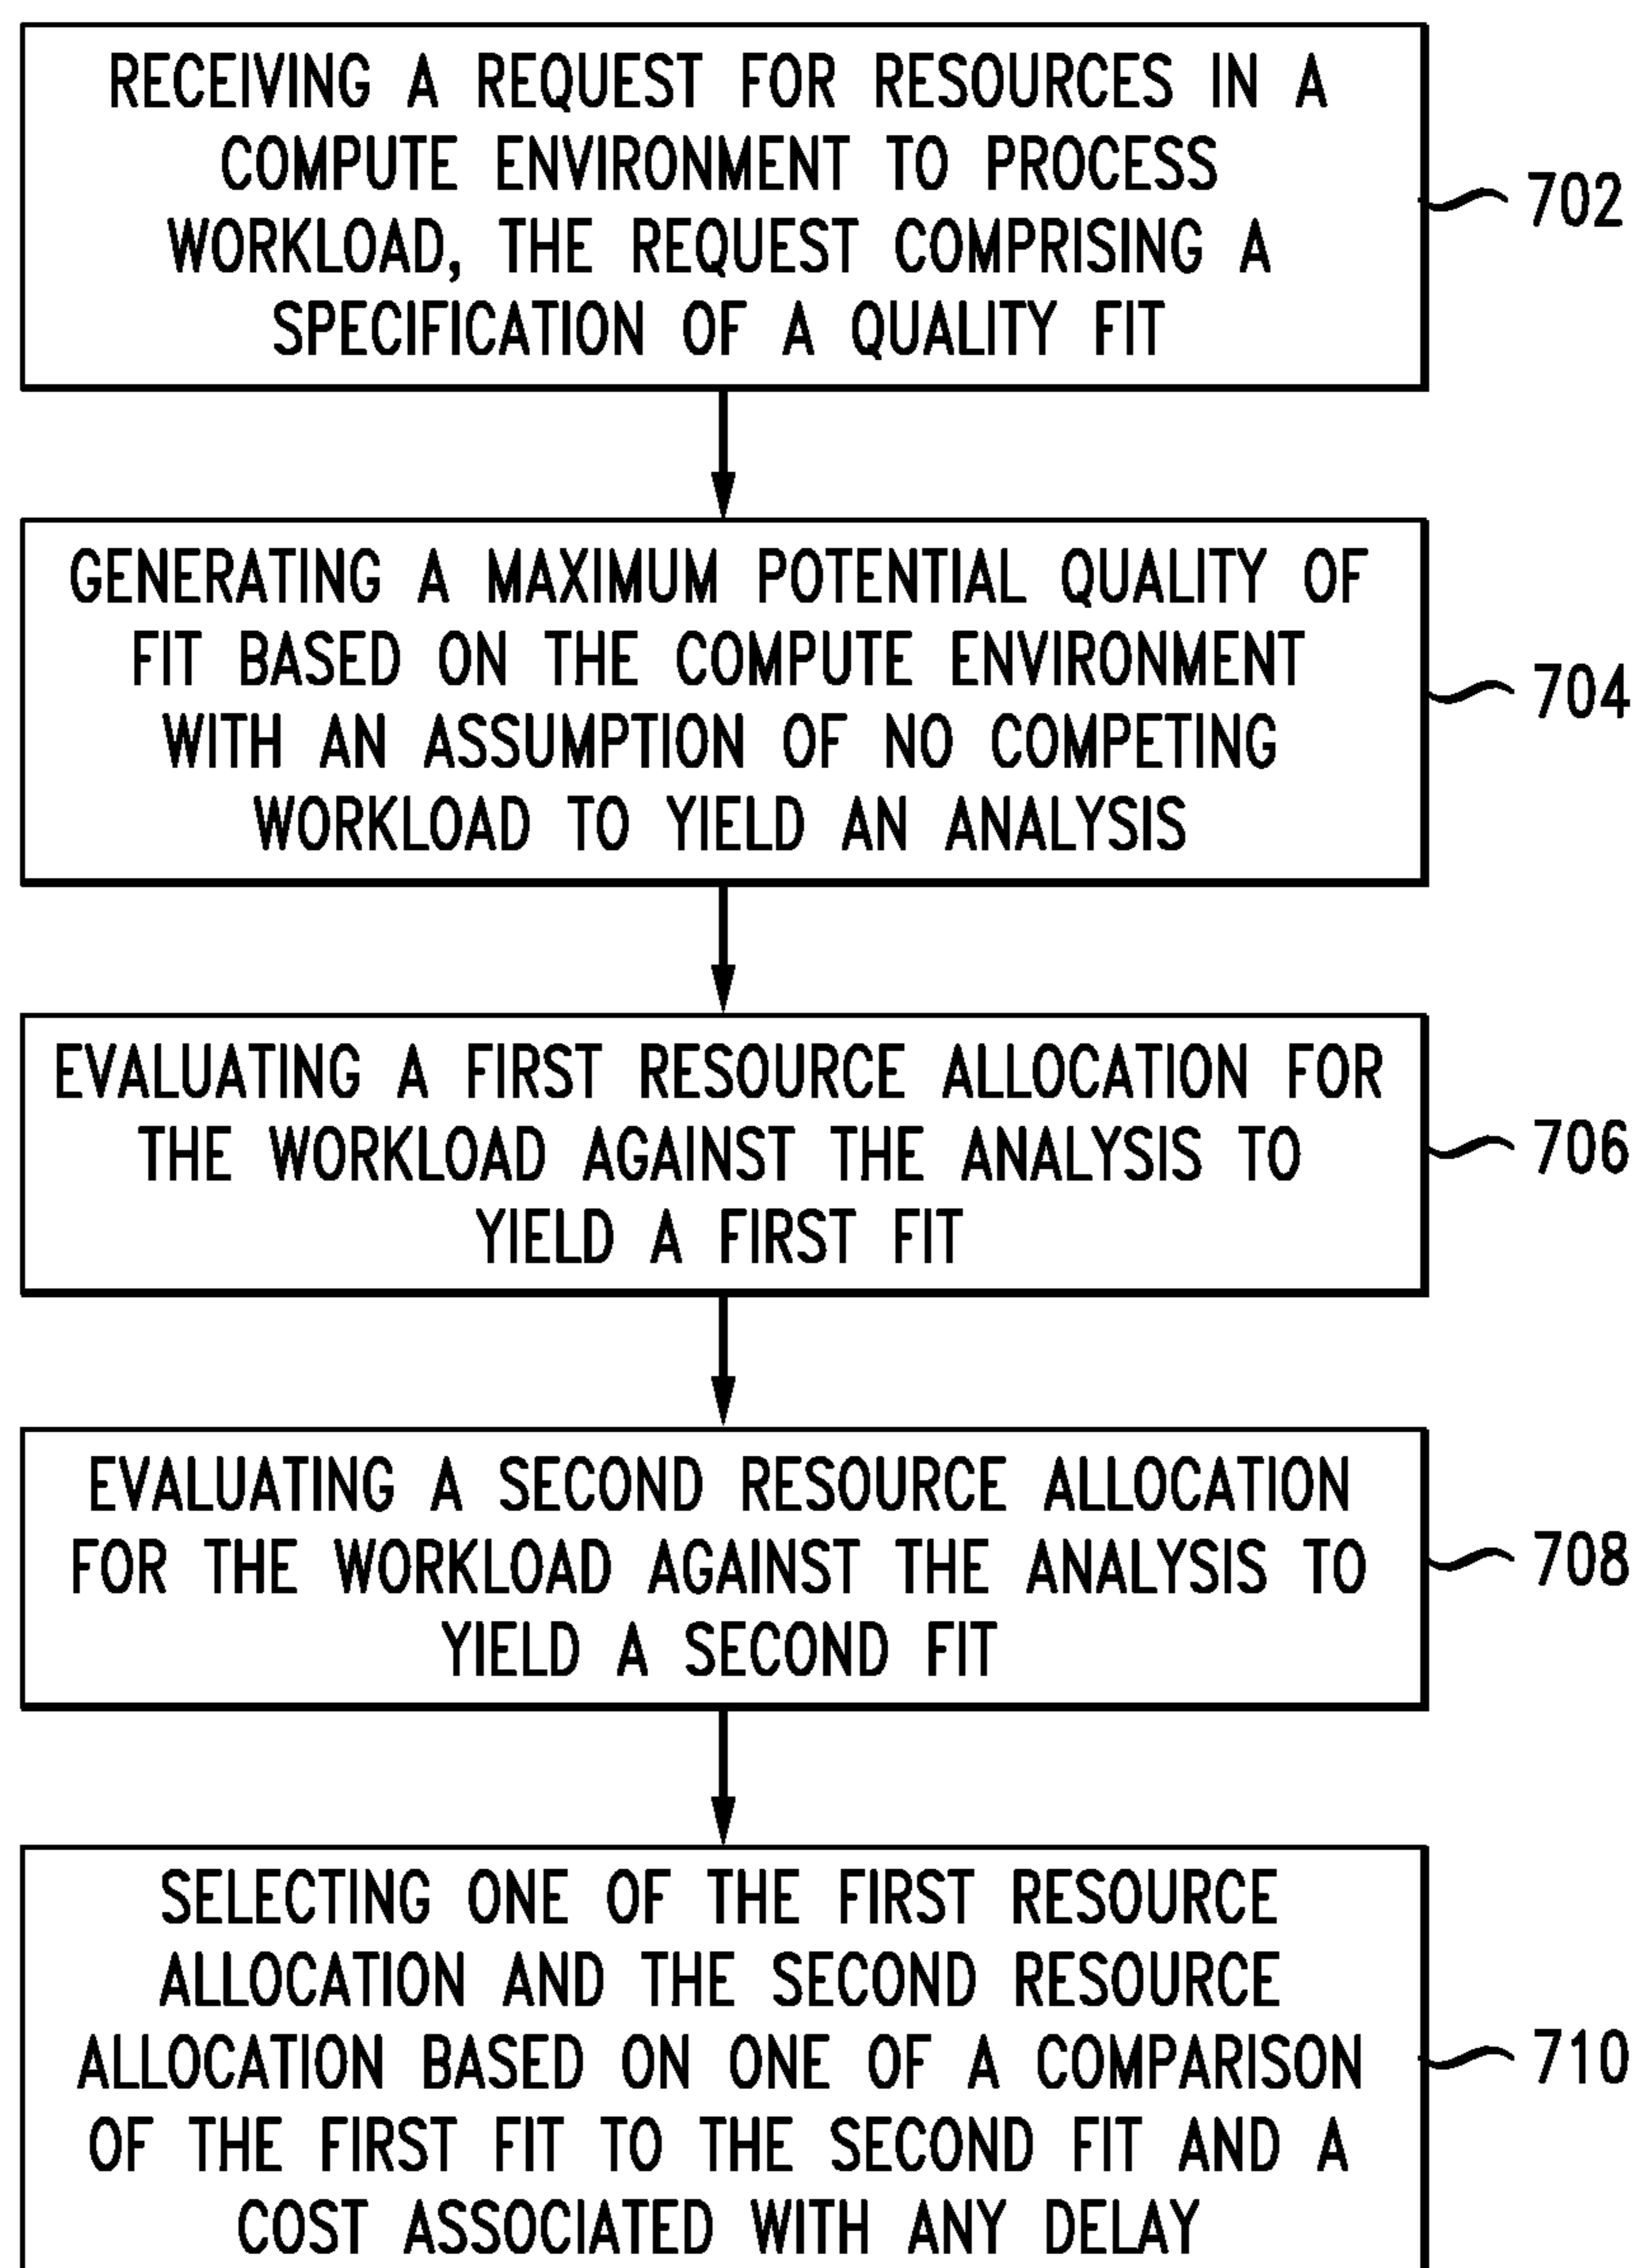 RECEIVING A REQUEST FOR RESOURCES IN A
COMPUTE ENVIRONMENT TO PROCESS
WORKLOAD, THE REQUEST COMPRISING A
SPECIFICATION OF A QUALITY FIT
702
GENERATING A MAXIMUM POTENTIAL QUALITY OF
FIT BASED ON THE COMPUTE ENVIRONMENT
WITH AN ASSUMPTION OF NO COMPETING
WORKLOAD TO YIELD AN ANALYSIS
704
EVALUATING A FIRST RESOURCE ALLOCATION FOR
THE WORKLOAD AGAINST THE ANALYSIS TO
YIELD A FIRST FIT
706
EVALUATING A SECOND RESOURCE ALLOCATION
FOR THE WORKLOAD AGAINST THE ANALYSIS TO
YIELD A SECOND FIT
708
SELECTING ONE OF THE FIRST RESOURCE
ALLOCATION AND THE SECOND RESOURCE
ALLOCATION BASED ON ONE OF A COMPARISON
OF THE FIRST FIT TO THE SECOND FIT AND A
COST ASSOCIATED WITH ANY DELAY
710